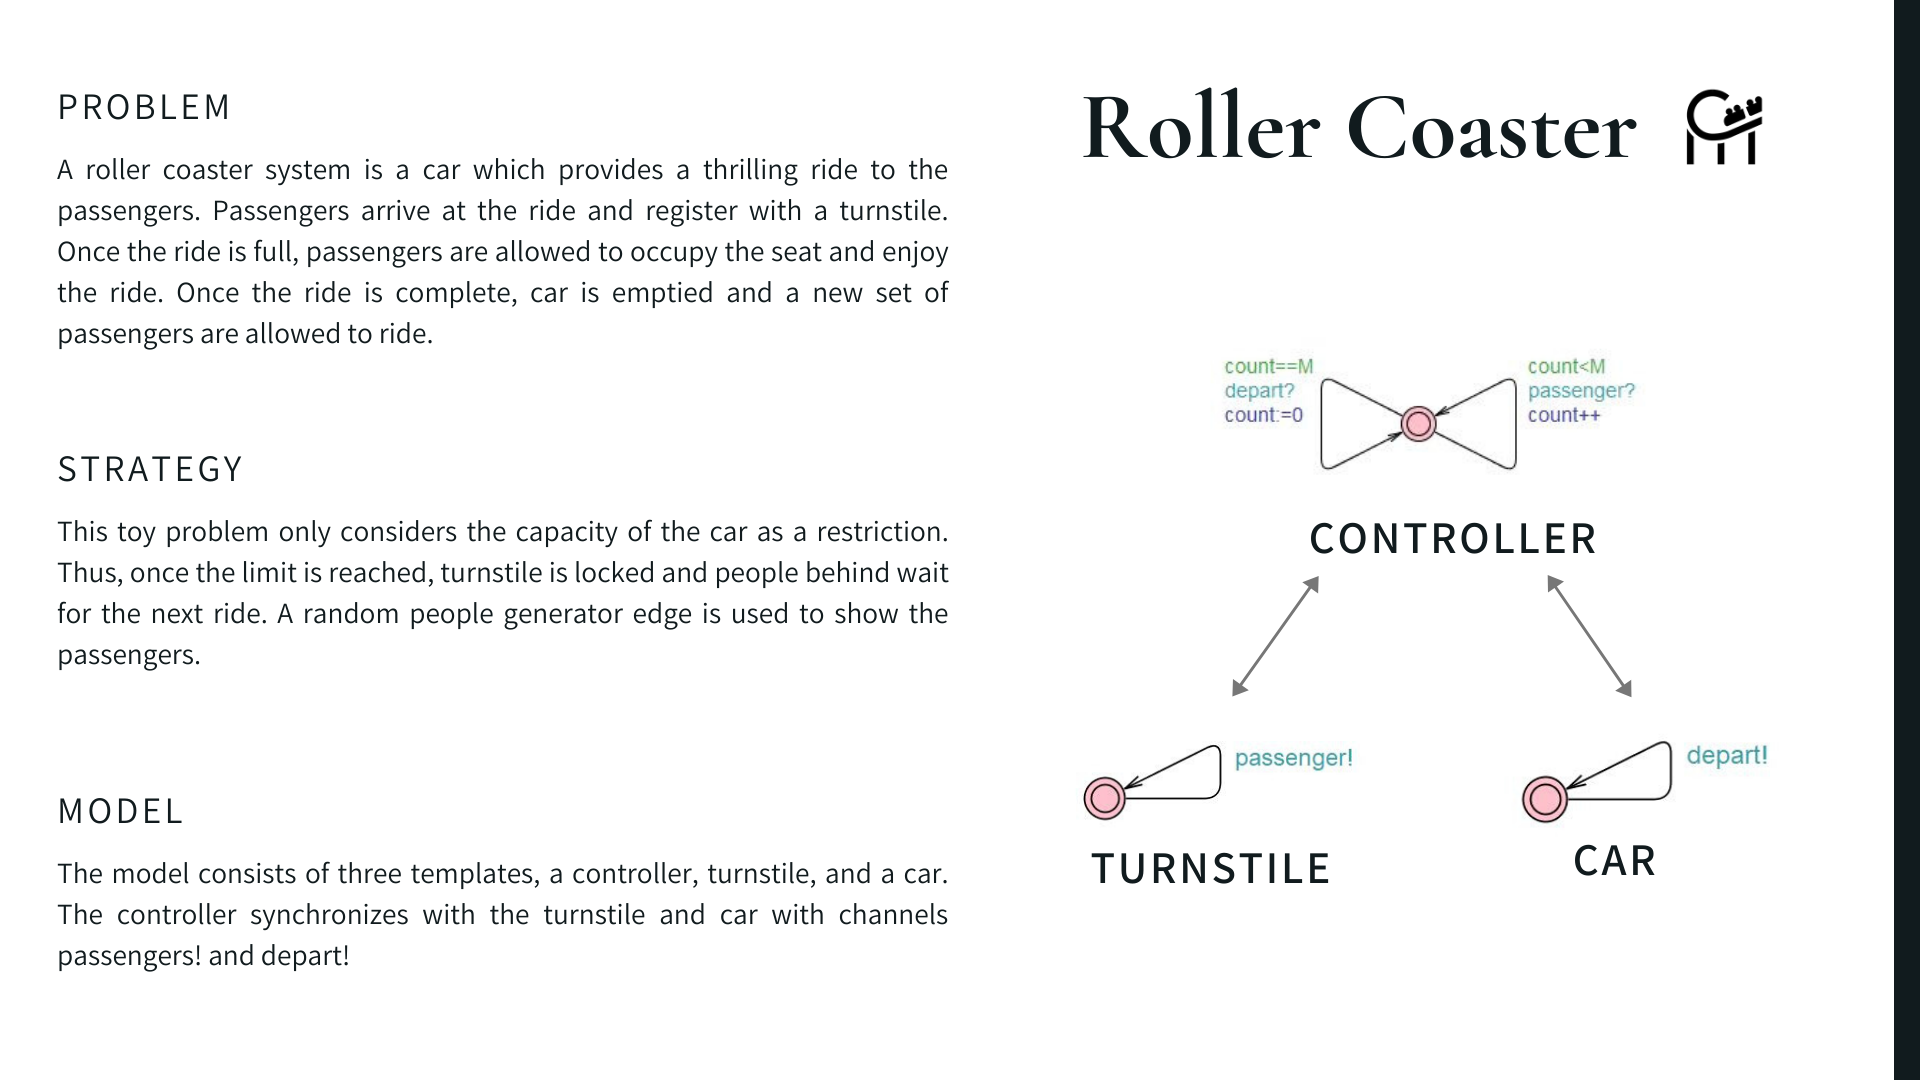 PROBLEM
A roller coaster system is a car which provides a thrilling ride to the
passengers. Passengers arrive at the ride and register with a turnstile.
Once the ride is full, passengers are allowed to occupy the seat and enjoy
the ride. Once the ride is complete, car is emptied and a new set of
passengers are allowed to ride.
STRATEGY
This toy problem only considers the capacity of the car as a restriction.
Thus, once the limit is reached, turnstile is locked and people behind wait
for the next ride. A random people generator edge is used to show the
passengers.
MODEL
The model consists of three templates, a controller, turnstile, and a car.
The controller synchronizes with the turnstile and car with channels
passengers! and depart!
Roller Coaster
count==M
depart?
count:=0
count<M
passenger?
count++
CONTROLLER
passenger!
TURNSTILE
depart!
CAR